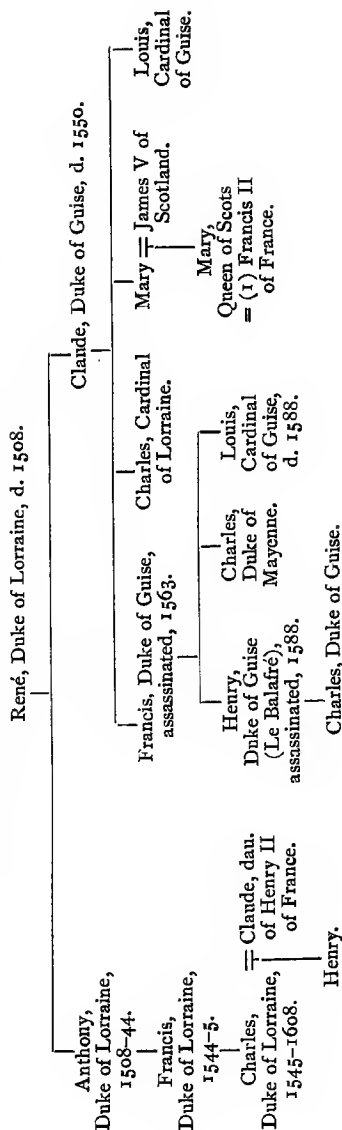 René, Duke of Lorraine, d. 1508.
Anthony,
Duke of Lorraine,
1508–44.
Francis,
Duke of Lorraine,
1544–5.
Charles,
Duke of Lorraine,
1545–1608.
= Claude, dau.
of Henry II
of France.
Henry.
Claude, Duke of Guise, d. 1550.
Francis, Duke of Guise,
assassinated, 1563.
Charles, Cardinal
of Lorraine.
Mary = James V of
Scotland.
Louis,
Cardinal
of Guise.
Henry,
Duke of Guise
(Le Balafré),
assassinated, 1588.
Charles,
Duke of
Mayenne.
Louis,
Cardinal
of Guise,
d. 1588.
Mary,
Queen of Scots
= (1) Francis II
of France.
Charles, Duke of Guise.